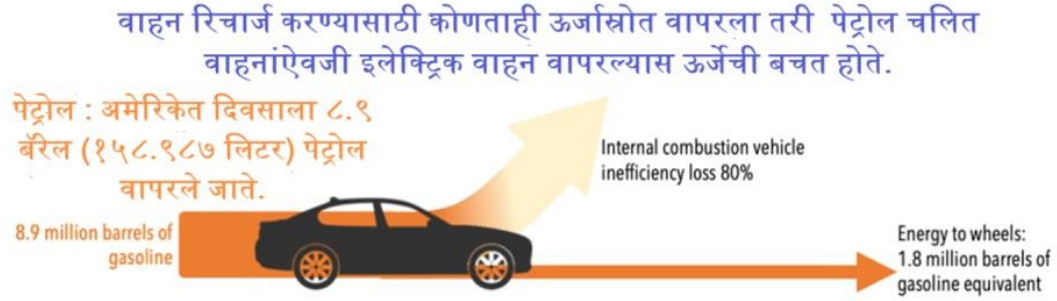 वाहन रिचार्ज करण्यासाठी कोणताही ऊर्जास्रोत वापरला तरी पेट्रोल चलित
वाहनांऐवजी इलेक्ट्रिक वाहन वापरल्यास ऊर्जेची बचत होते.
पेट्रोल : अमेरिकेत दिवसाला ८.९
बॅरेल (१५८.९८७ लिटर) पेट्रोल
वापरले जाते.
8.9 million barrels of
gasoline
Internal combustion vehicle
inefficiency loss 80%
Energy to wheels:
1.8 million barrels of
gasoline equivalent